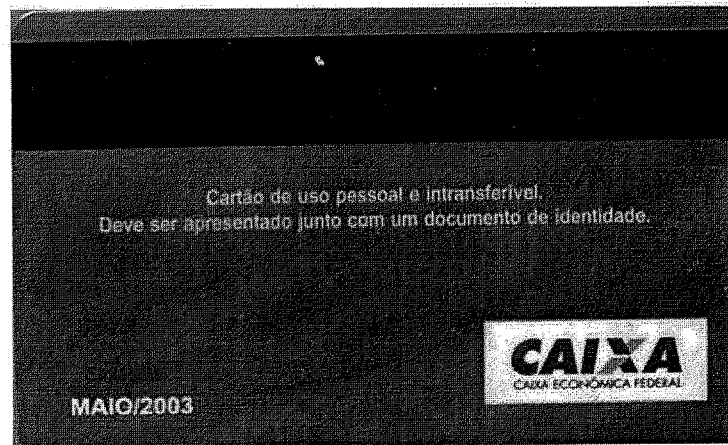 Cartão de uso pessoal e intransferível.
Deve ser apresentado junto com um documento de identidade.
CAIXA
CAIXA ECONÔMICA FEDERAL
MAIO/2003